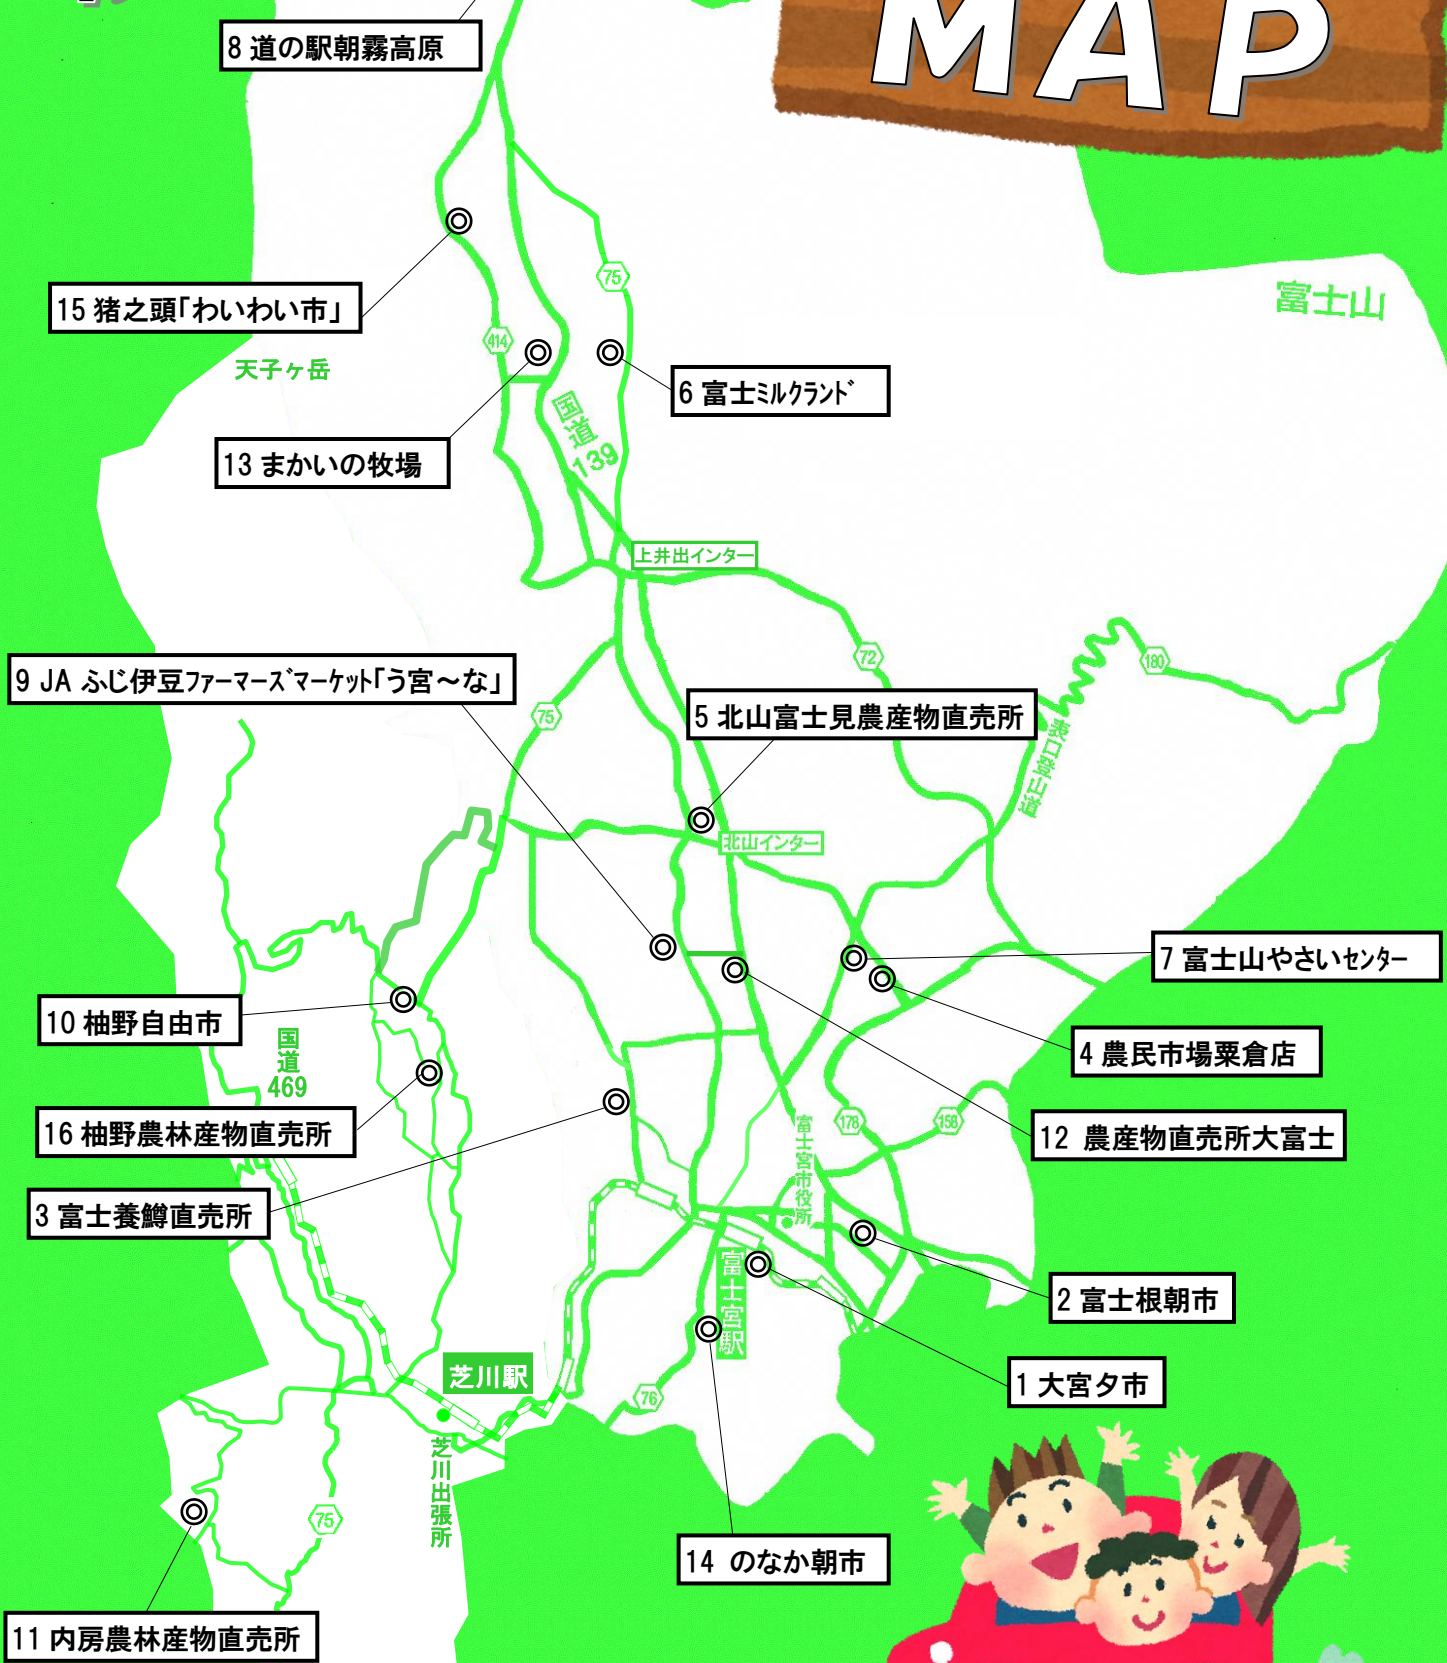 MAP
8 道の駅朝霧高原
富士山
75
15 猪之頭「わいわい市」
414
天子ヶ岳
6 富士ミルクランド
国道139
13 まかいの牧場
上井出インター
72
180
9 JA ふじ伊豆ファーマーズマーケット「う宮～な」
75
5 北山富士見農産物直売所
表口登山道
北山インター
7 富士山やさいセンター
10 柚野自由市
国道469
4 農民市場粟倉店
16 柚野農林産物直売所
178
158
12 農産物直売所大富士
富士宮市役所
3 富士養鱒直売所
富士宮駅
2 富士根朝市
芝川駅
1 大宮夕市
76
芝川出張所
75
14 のなか朝市
11 内房農林産物直売所